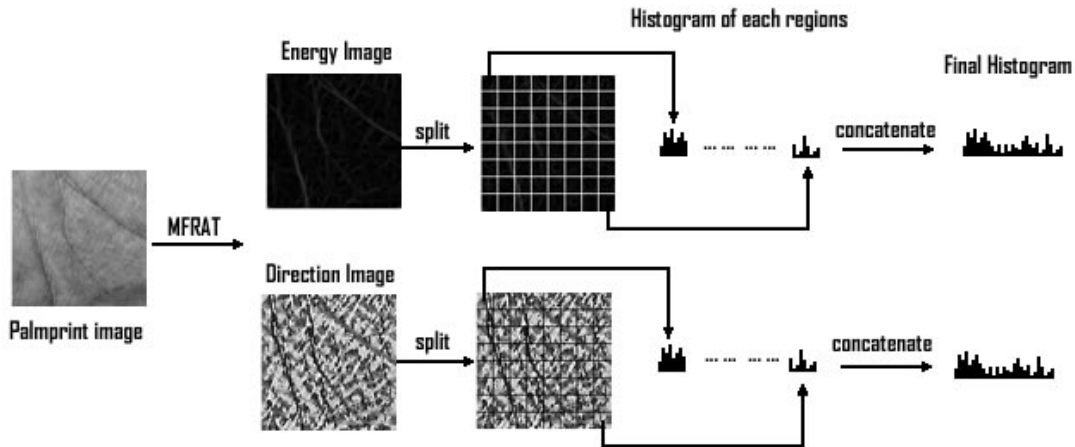 Histogram of each regions
Energy Image
Final Histogram
split
... ... ... ...
concatenate
MFRAT
Palmprint image
Direction Image
split
... ... ... ...
concatenate